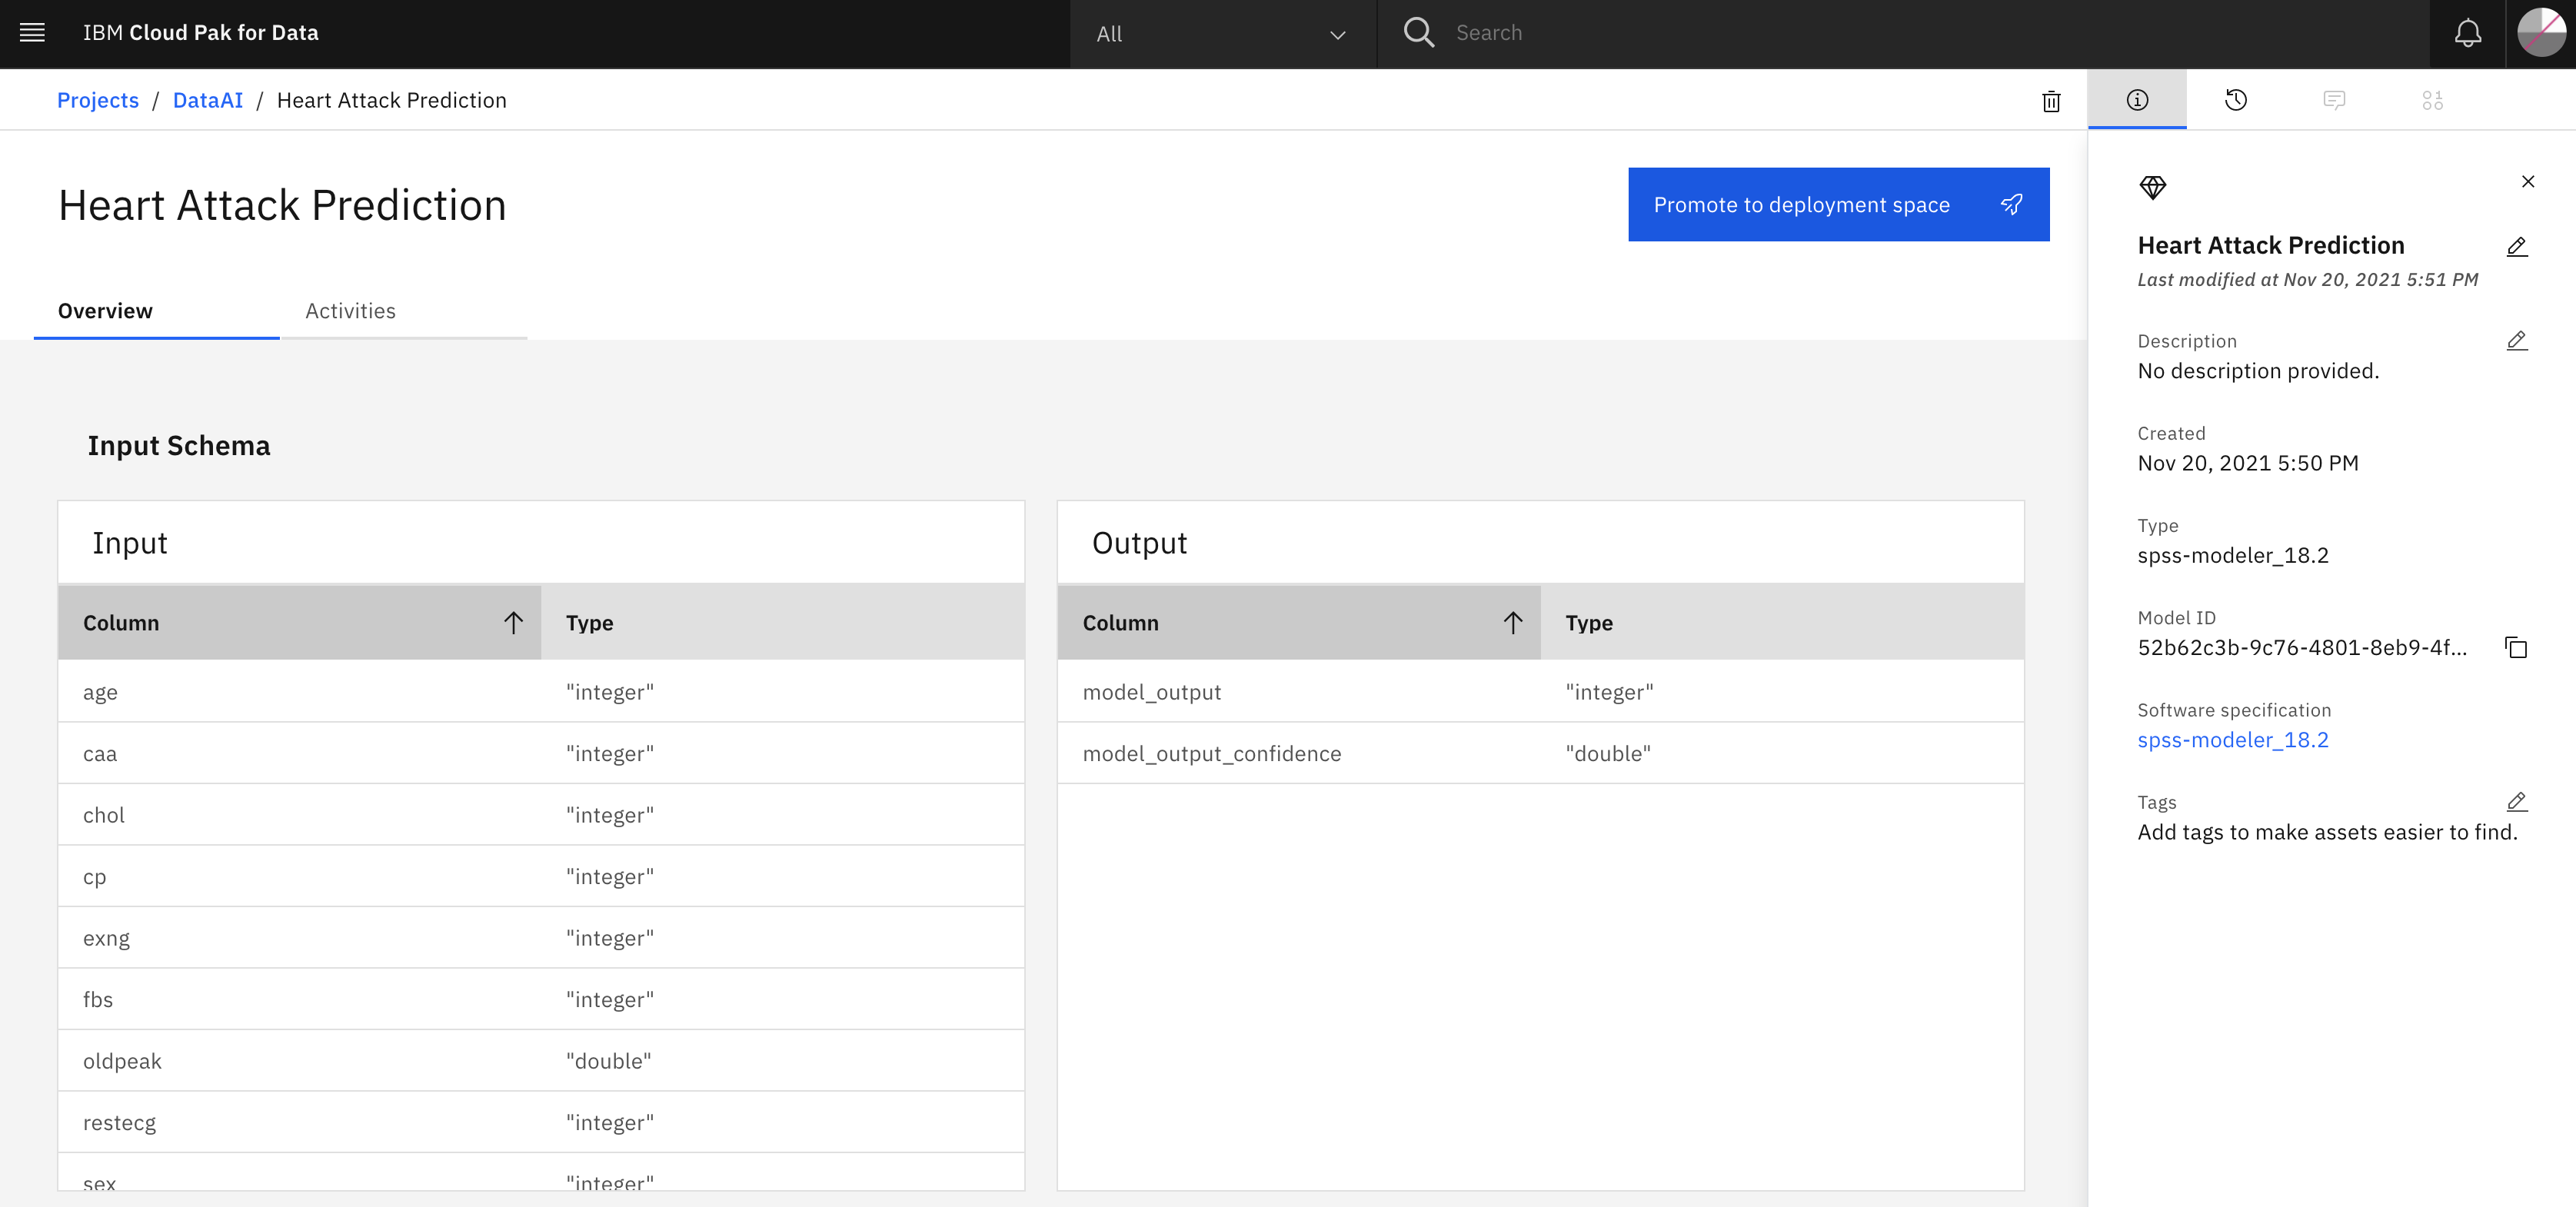 IBM Cloud Pak for Data
All
Search
Projects / DataAI / Heart Attack Prediction
Heart Attack Prediction
Promote to deployment space
Overview
Activities
Input Schema
Input
Column Type
age "integer"
caa "integer"
chol "integer"
cp "integer"
exng "integer"
fbs "integer"
oldpeak "double"
restecg "integer"
sex "integer"
Output
Column Type
model_output "integer"
model_output_confidence "double"
Heart Attack Prediction
Last modified at Nov 20, 2021 5:51 PM
Description
No description provided.
Created
Nov 20, 2021 5:50 PM
Type
spss-modeler_18.2
Model ID
52b62c3b-9c76-4801-8eb9-4f...
Software specification
spss-modeler_18.2
Tags
Add tags to make assets easier to find.